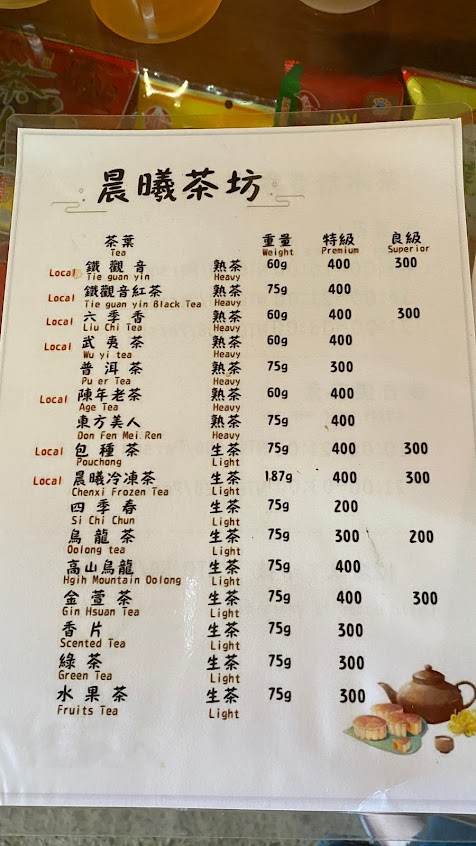 晨曦茶坊
茶葉 重量 特級 良級
Tea Weight Premium Superior
Local 鐵觀音 熟茶 60g 400 300
Tie guan yin Heavy
Local 鐵觀音紅茶 熟茶 75g 400
Tie guan yin Black Tea Heavy
Local 六季香 熟茶 60g 400 300
Liu Chi Tea Heavy
Local 武夷茶 熟茶 60g 400
Wu yi tea Heavy
普洱茶 熟茶 75g 300
Pu er Tea Heavy
Local 陳年老茶 熟茶 60g 400
Age Tea Heavy
東方美人 熟茶 75g 400
Don Fen Mei Ren Heavy
Local 包種茶 生茶 75g 400 300
Pouchong Light
Local 晨曦冷凍茶 生茶 187g 400 300
Chenxi Frozen Tea Light
四季春 生茶 75g 200
Si Chi Chun Light
烏龍茶 生茶 75g 300 200
Oolong tea Light
高山烏龍 生茶 75g 400
Hgih Mountain Oolong Light
金萱茶 生茶 75g 400 300
Gin Hsuan Tea Light
香片 生茶 75g 300
Scented Tea Light
綠茶 生茶 75g 300
Green Tea Light
水果茶 生茶 75g 300
Fruits Tea Light